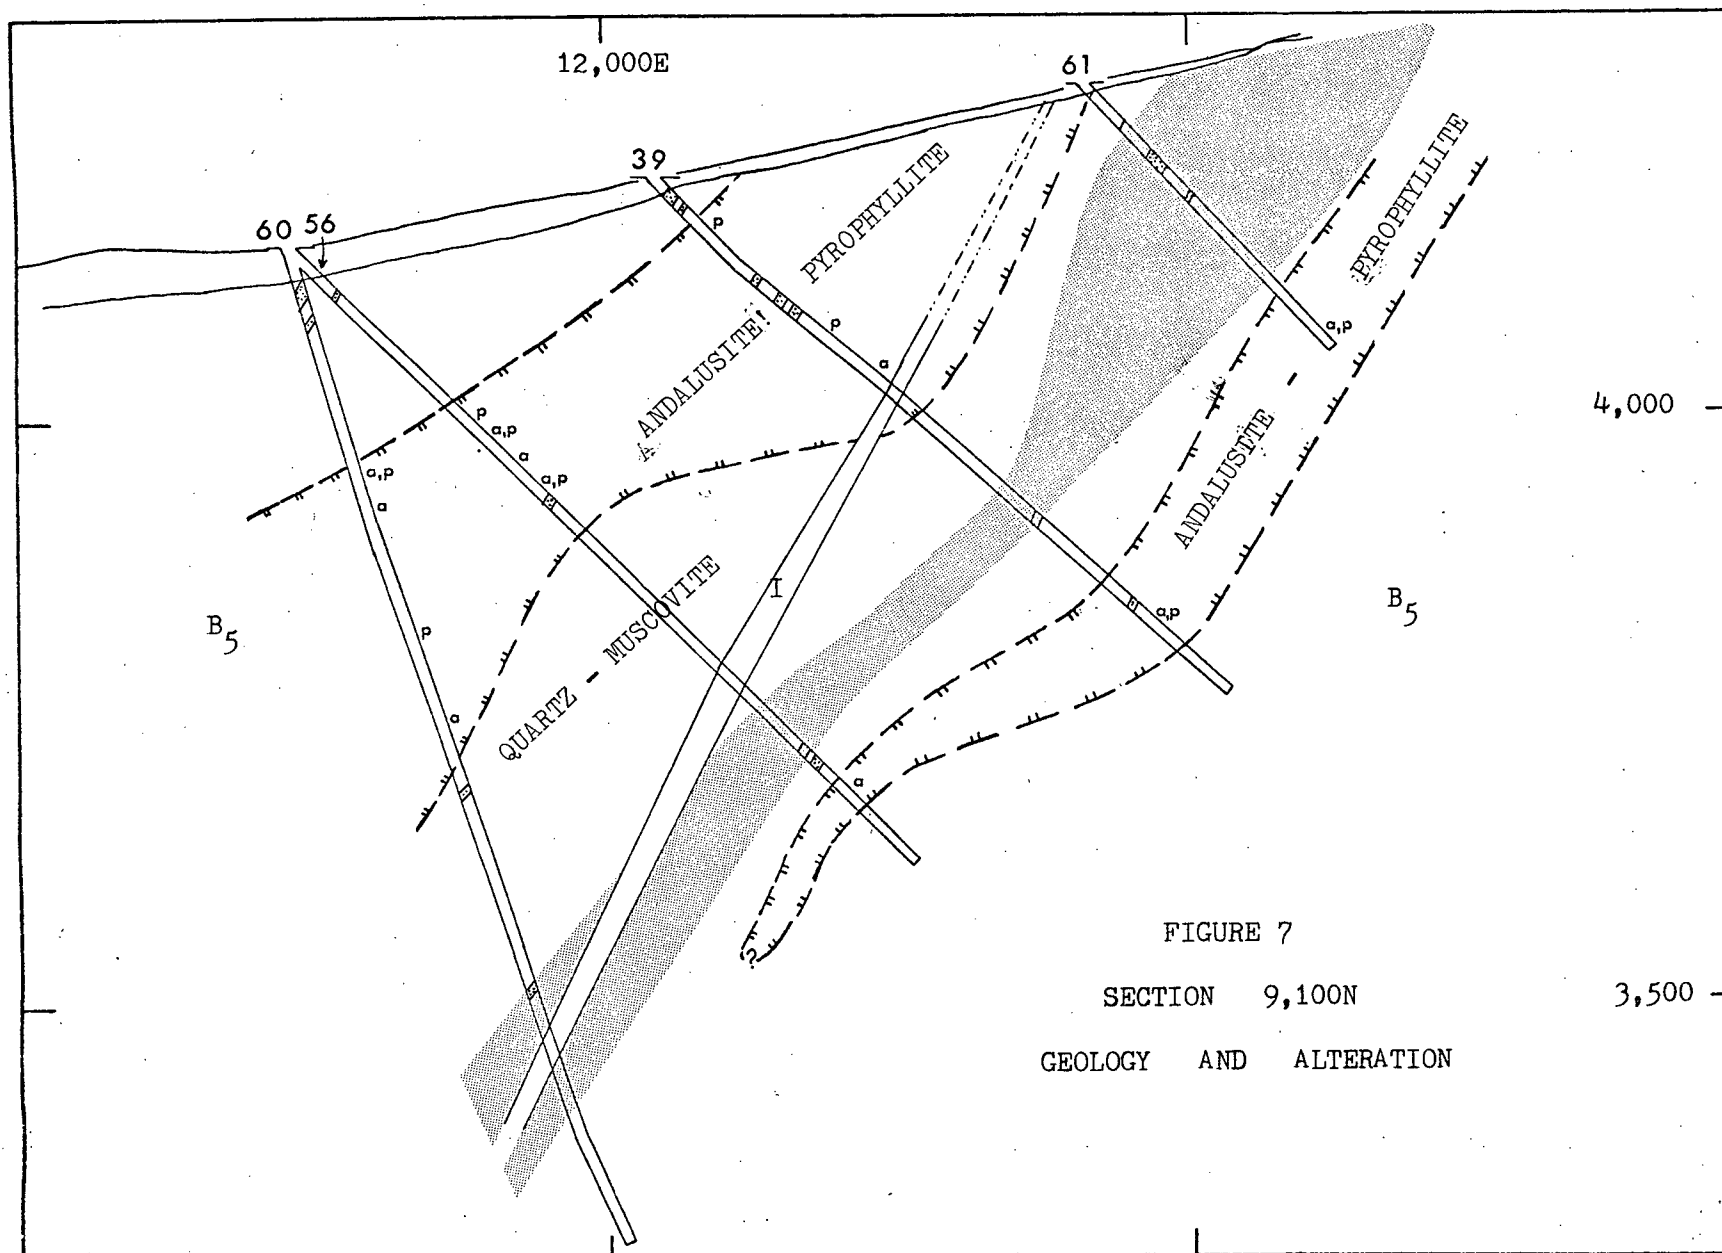 12,000E
61
39
60 56
PYROPHYLLITE
PYROPHYLLITE
p
p
a
a,p
ANDALUSITE!
4,000
p
a,p
a
a,p
a,p
a
ANDALUSITE -
QUARTZ - MUSCOVITE
I
B5
B5
a,p
p
a
a
?
FIGURE 7
SECTION 9,100N
3,500
GEOLOGY AND ALTERATION